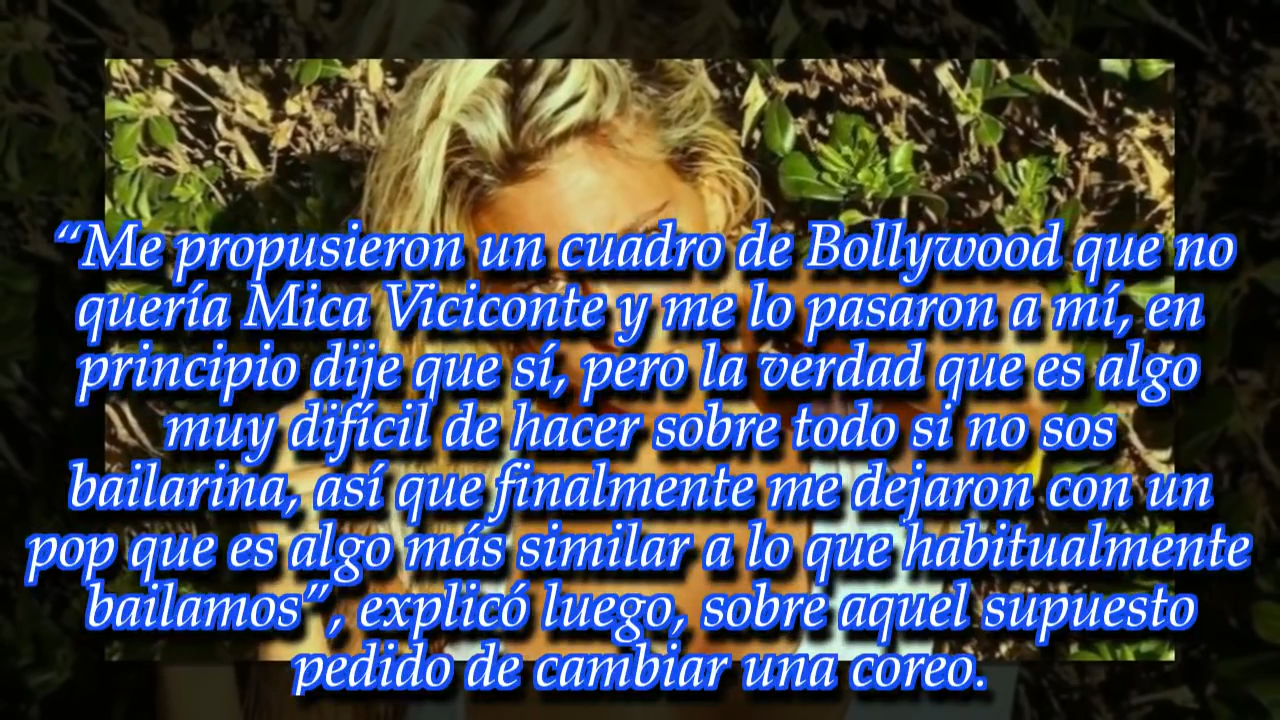 “Me propusieron un cuadro de Bollywood que no
quería Mica Viciconte y me lo pasaron a mí, en
principio dije que sí, pero la verdad que es algo
muy difícil de hacer sobre todo si no sos
bailarina, así que finalmente me dejaron con un
pop que es algo más similar a lo que habitualmente
bailamos”, explicó luego, sobre aquel supuesto
pedido de cambiar una coreo.